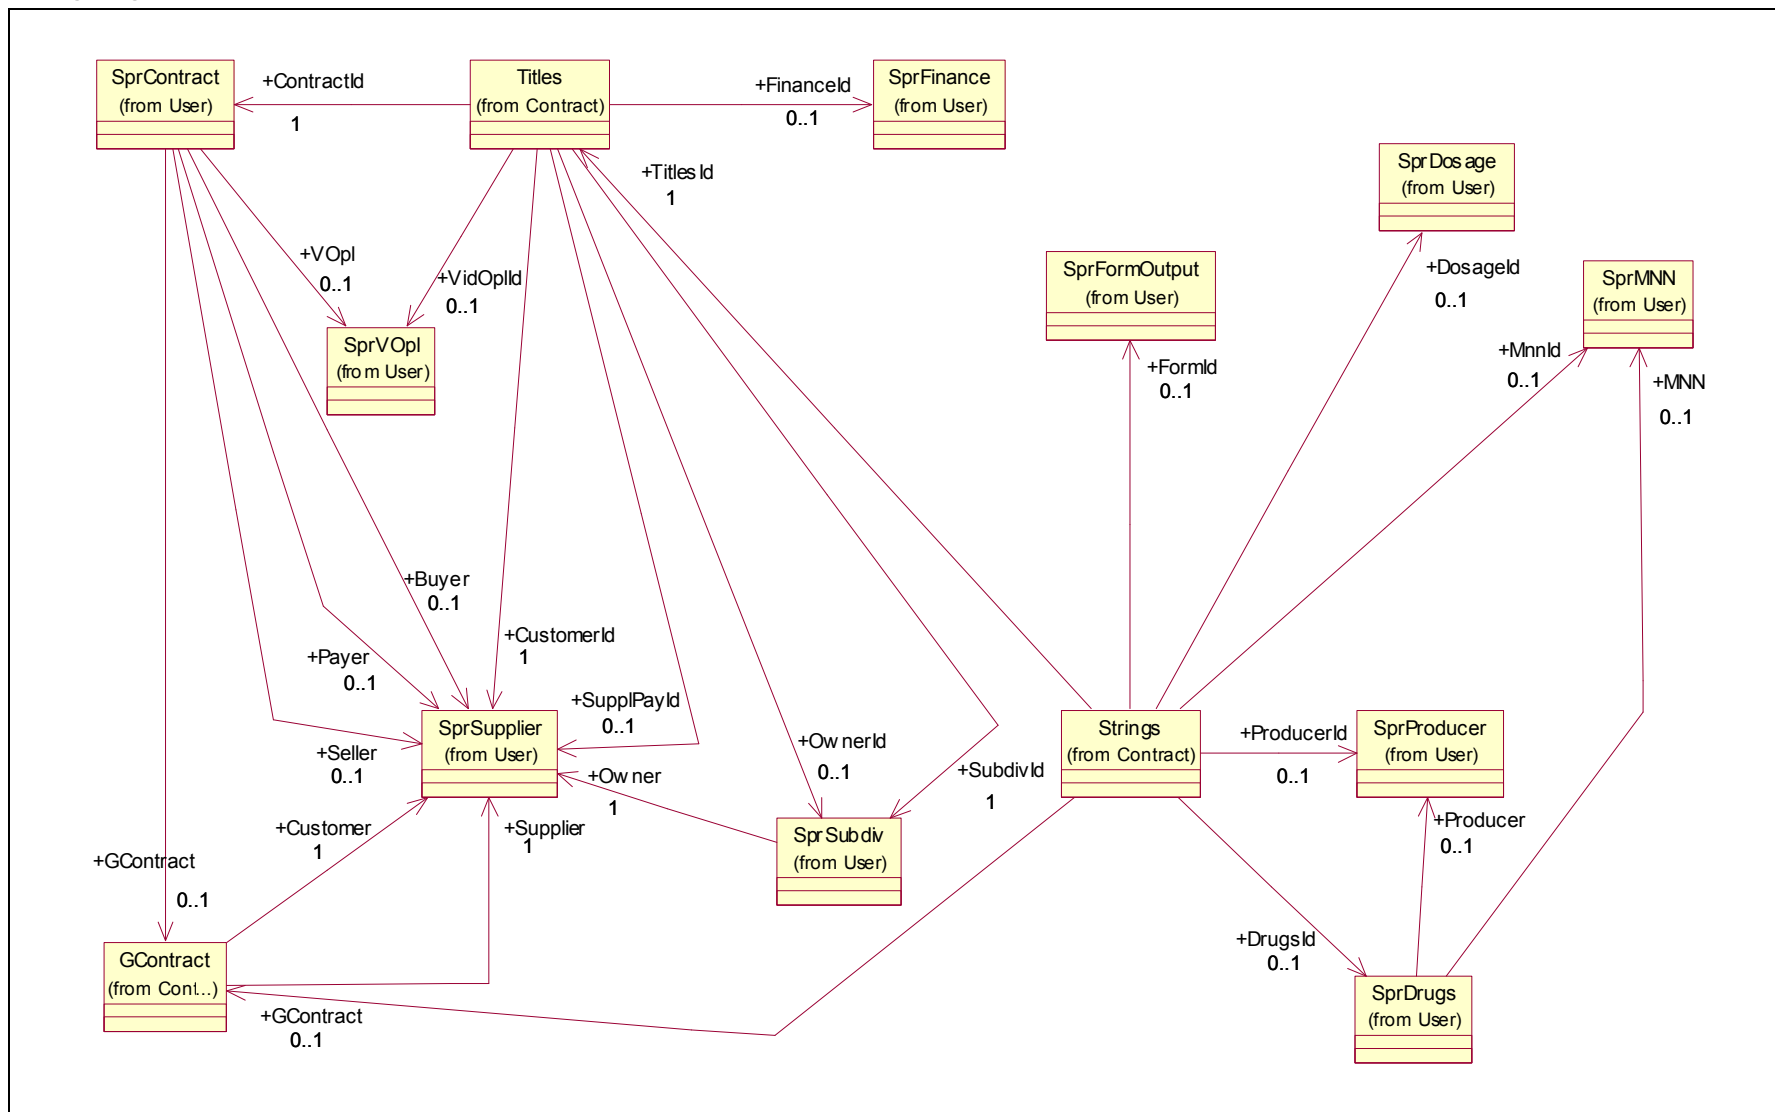 SprContract
(from User)
+ContractId
1
Titles
(from Contract)
+FinanceId
0..1
SprFinance
(from User)
+TitlesId
1
SprDosage
(from User)
+VOpl
0..1
+VidOplId
0..1
SprFormOutput
(from User)
+DosageId
0..1
SprMNN
(from User)
SprVOpl
(from User)
+FormId
0..1
+MnnId
0..1
+MNN
0..1
+Buyer
0..1
+CustomerId
1
+Payer
0..1
SprSupplier
(from User)
+SupplPayId
0..1
+OwnerId
0..1
+SubdivId
1
Strings
(from Contract)
+ProducerId
0..1
SprProducer
(from User)
+Seller
0..1
+Owner
1
+Customer
1
+Supplier
1
SprSubdiv
(from User)
+Producer
0..1
+GContract
0..1
+DrugsId
0..1
GContract
(from Cont...)
+GContract
0..1
SprDrugs
(from User)